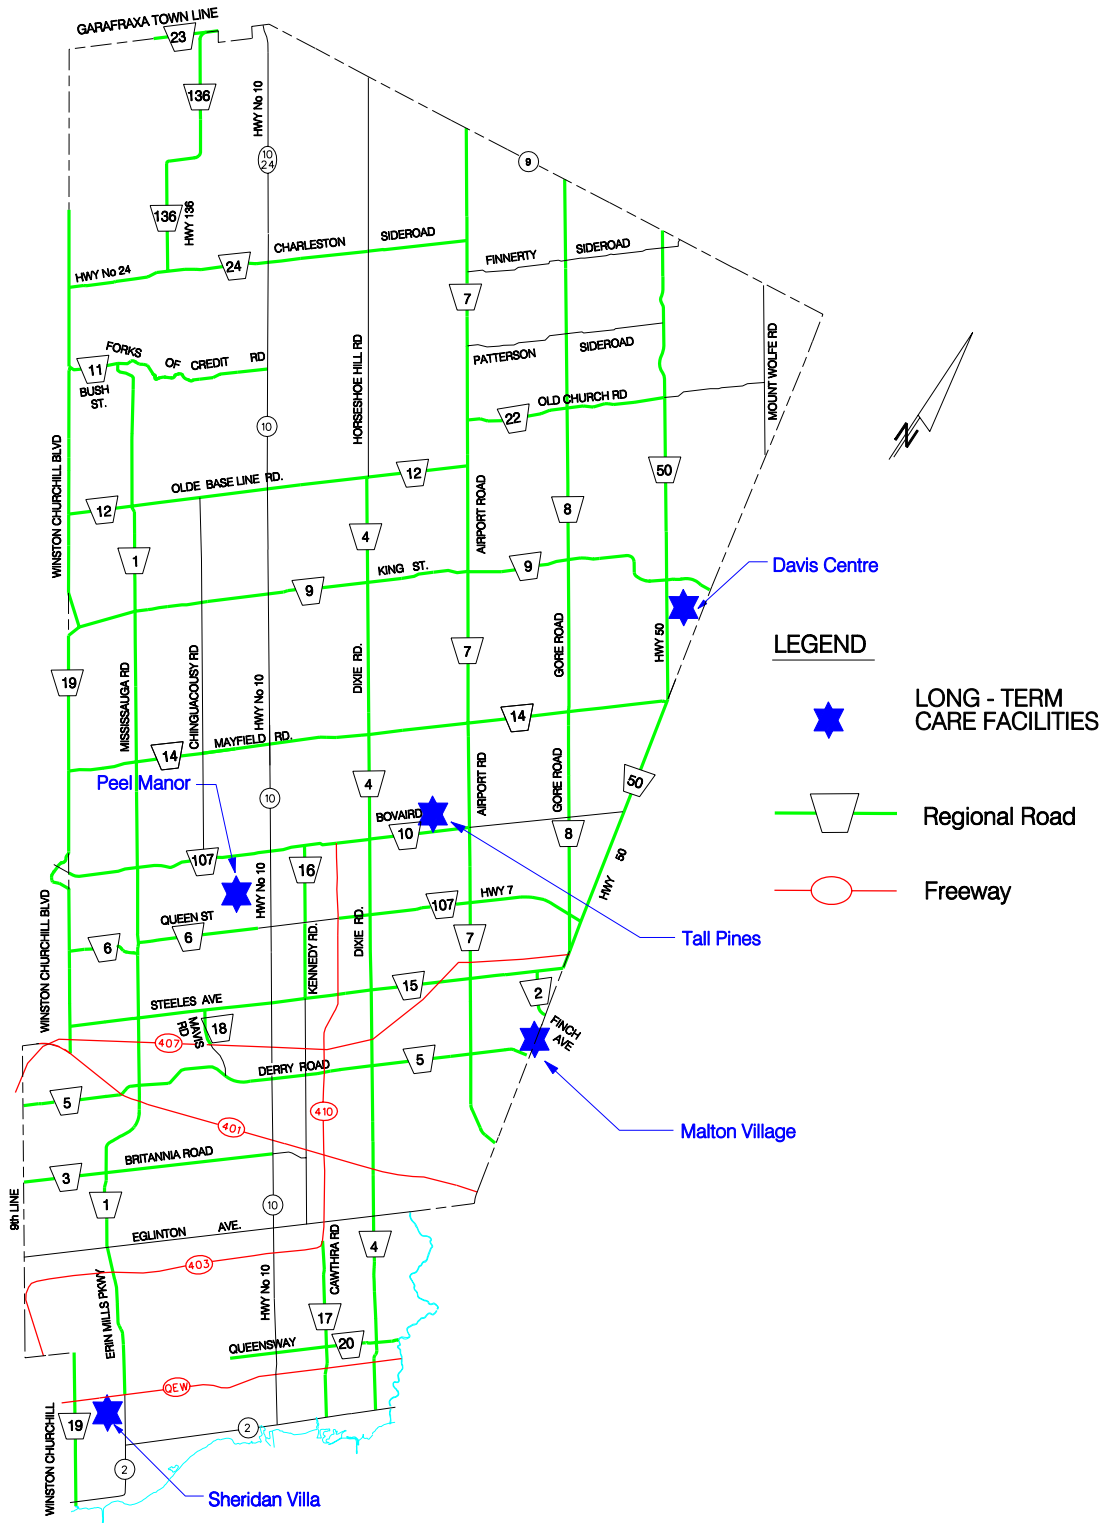 GARAFRAXA TOWN LINE
23
136
HWY No 10
10
24
9
136
HWY 136
CHARLESTON SIDEROAD
HWY No 24
24
FINNERTY SIDEROAD
7
HORSESHOE HILL RD
PATTERSON SIDEROAD
MOUNT WOLFE RD
FORKS OF CREDIT RD
11
BUSH
ST.
OLD CHURCH RD
22
10
WINSTON CHURCHILL BLVD
12
50
OLDE BASE LINE RD.
12
AIRPORT ROAD
8
4
1
KING ST.
9
9
Davis Centre
LEGEND
GORE ROAD
HWY 50
7
19
MISSISSAUGA RD
CHINGUACOUSY RD
HWY No 10
DIXIE RD.
LONG - TERM
CARE FACILITIES
14
MAYFIELD RD.
14
Peel Manor
10
4
AIRPORT RD
GORE ROAD
50
BOVAIRD
10
8
Regional Road
107
16
HWY 50
Freeway
HWY No 10
HWY 7
107
QUEEN ST
6
6
WINSTON CHURCHILL BLVD
KENNEDY RD.
DIXIE RD.
7
Tall Pines
15
2
STEELES AVE
MAVIS
RD
18
FINCH
AVE
407
DERRY ROAD
5
5
410
401
Malton Village
BRITANNIA ROAD
3
9th LINE
1
10
EGLINTON AVE.
4
CAWTHRA RD
403
ERIN MILLS PKWY
HWY No 10
17
QUEENSWAY
20
QEW
WINSTON CHURCHILL
19
2
2
Sheridan Villa
N